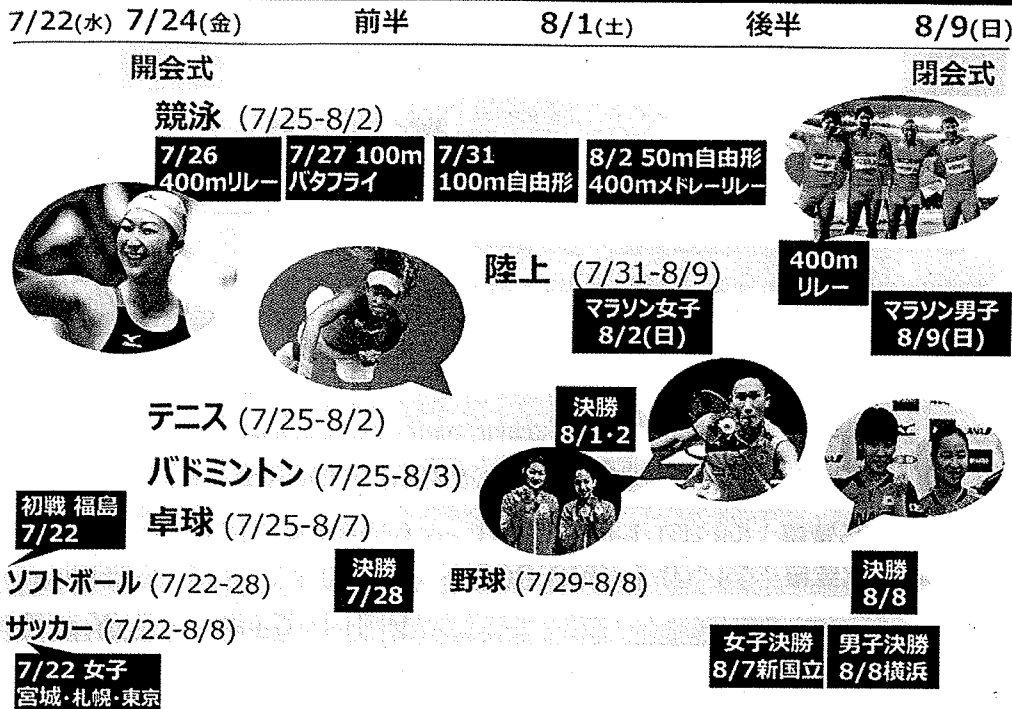 7/22(水) 7/24(金) 前半 8/1(土) 後半 8/9(日)
開会式 閉会式
競泳 (7/25-8/2)
7/26
400mリレー
7/27 100m
バタフライ
7/31
100m自由形
8/2 50m自由形
400mメドレーリレー
陸上 (7/31-8/9)
400m
リレー
マラソン女子
8/2(日)
マラソン男子
8/9(日)
テニス (7/25-8/2)
決勝
8/1・2
バドミントン (7/25-8/3)
初戦 福島
7/22
卓球 (7/25-8/7)
ソフトボール (7/22-28)
決勝
7/28
野球 (7/29-8/8)
決勝
8/8
サッカー (7/22-8/8)
7/22 女子
宮城・札幌・東京
女子決勝
8/7新国立
男子決勝
8/8横浜